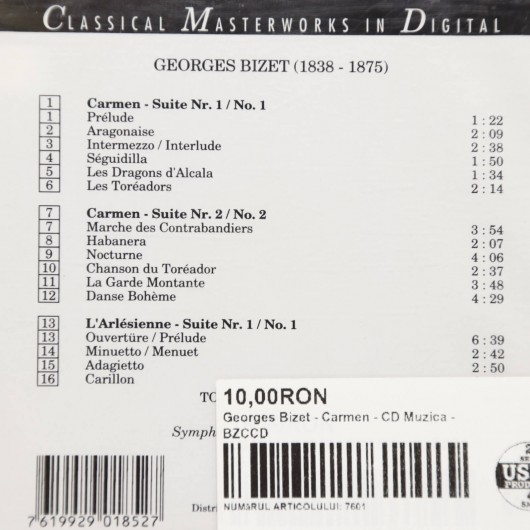 CLASSICAL MASTERWORKS IN DIGITAL
GEORGES BIZET (1838 - 1875)
1 Carmen - Suite Nr. 1 / No. 1
1 Prélude 1 : 22
2 Aragonaise 2 : 09
3 Intermezzo / Interlude 2 : 38
4 Séguidilla 1 : 50
5 Les Dragons d'Alcala 1 : 34
6 Les Toréadors 2 : 14
7 Carmen - Suite Nr. 2 / No. 2
7 Marche des Contrabandiers 3 : 54
8 Habanera 2 : 07
9 Nocturne 4 : 06
10 Chanson du Toréador 2 : 37
11 La Garde Montante 3 : 48
12 Danse Bohème 4 : 29
13 L'Arlésienne - Suite Nr. 1 / No. 1
13 Ouvertüre / Prélude 6 : 39
14 Minuetto / Menuet 2 : 42
15 Adagietto 2 : 50
16 Carillon
TO
10,00RON
Georges Bizet - Carmen - CD Muzica -
BZCCD
Symph
Distri
NUMăRUL ARTICOLULUI: 7601
7 619929 018527